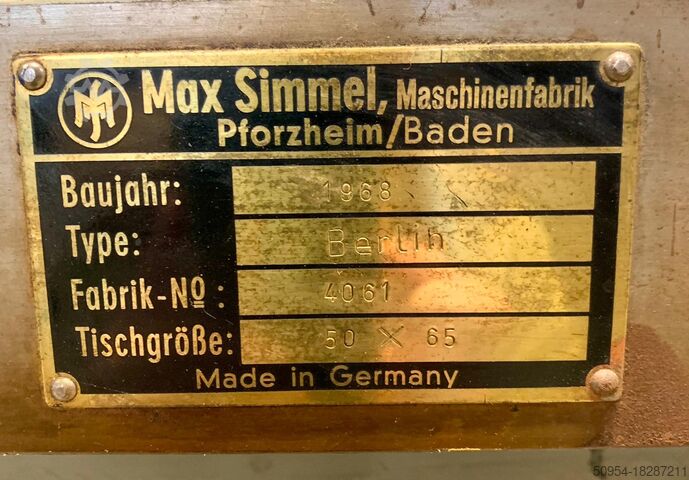 Max Simmel, Maschinenfabrik
Pforzheim/Baden
Baujahr: 1968
Type: Berlin
Fabrik-No: 4061
Tischgröße: 50 X 65
Made in Germany
50954-18287211